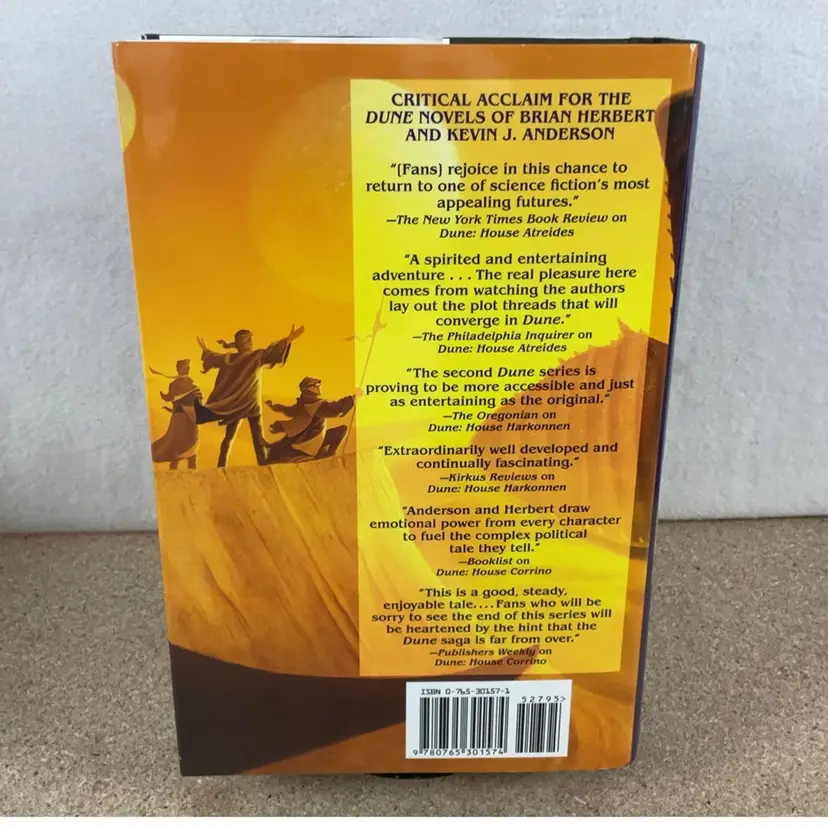 CRITICAL ACCLAIM FOR THE
DUNE NOVELS OF BRIAN HERBERT
AND KEVIN J. ANDERSON
"[Fans] rejoice in this chance to
return to one of science fiction's most
appealing futures."
—The New York Times Book Review on
Dune: House Atreides
"A spirited and entertaining
adventure . . . The real pleasure here
comes from watching the authors
lay out the plot threads that will
converge in Dune."
—The Philadelphia Inquirer on
Dune: House Atreides
"The second Dune series is
proving to be more accessible and just
as entertaining as the original."
—The Oregonian on
Dune: House Harkonnen
"Extraordinarily well developed and
continually fascinating."
—Kirkus Reviews on
Dune: House Harkonnen
"Anderson and Herbert draw
emotional power from every character
to fuel the complex political
tale they tell."
—Booklist on
Dune: House Corrino
"This is a good, steady,
enjoyable tale.... Fans who will be
sorry to see the end of this series will
be heartened by the hint that the
Dune saga is far from over."
—Publishers Weekly on
Dune: House Corrino
ISBN 0-765-30157-1
52795>
9 780765 301574